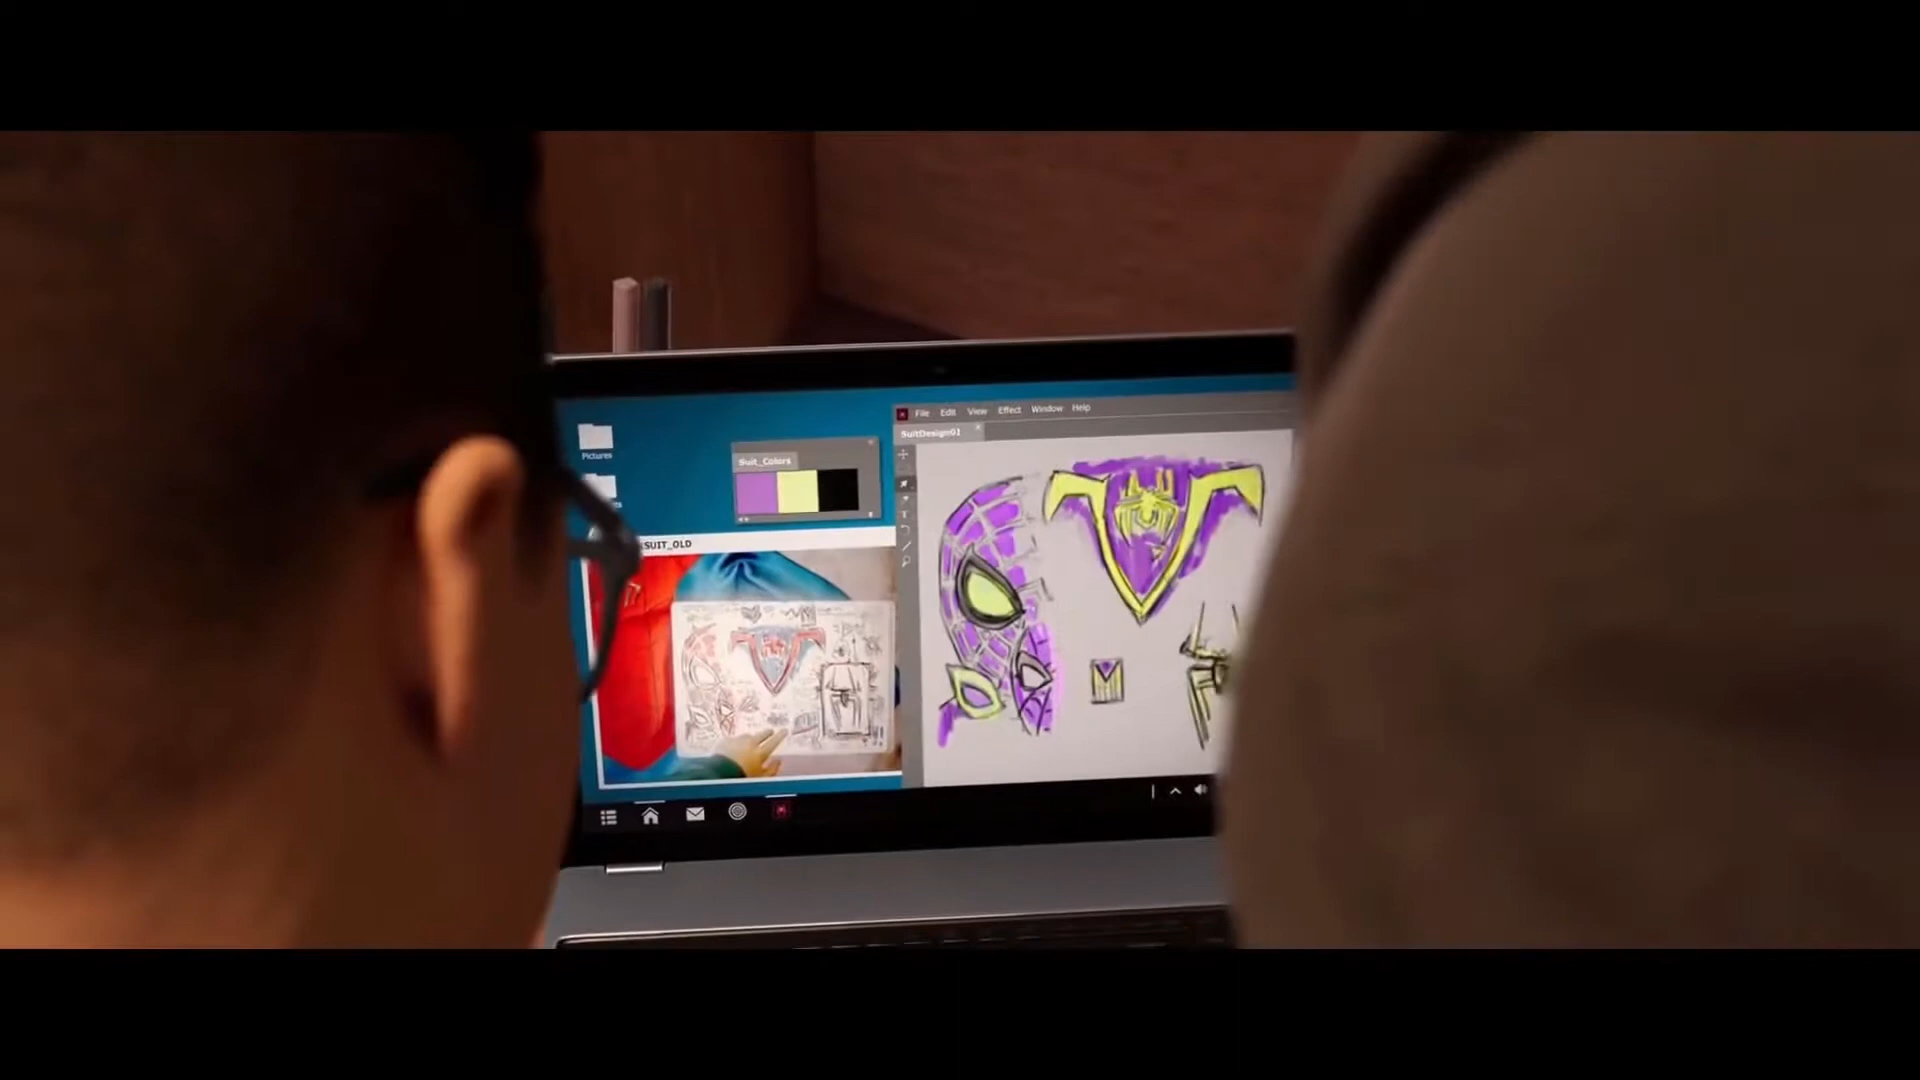 File Edit View Effect Window Help
SuitDesign01
Pictures
Suit_Colors
SUIT_OLD